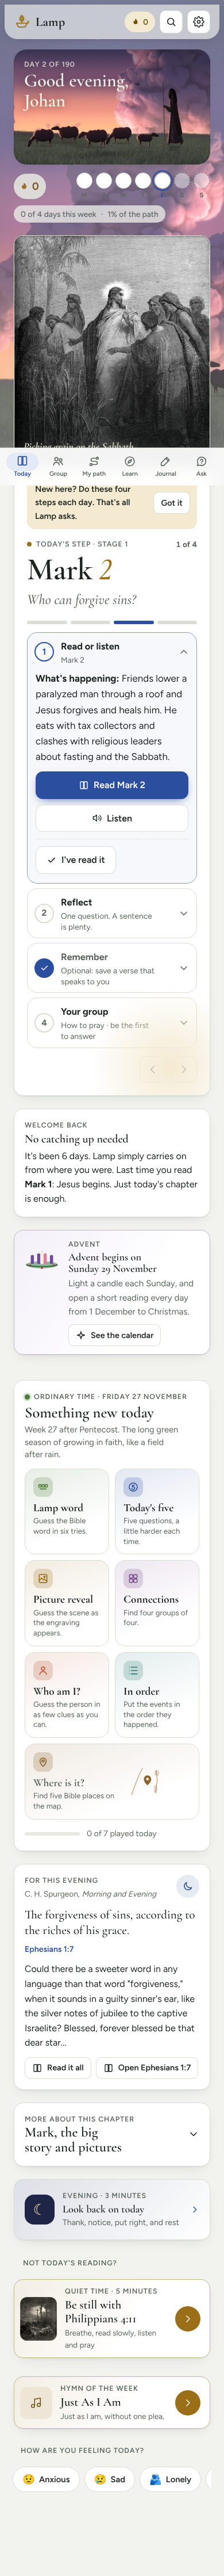 Lamp
0
DAY 2 OF 190
Good evening,
Johan
0
S
0 of 4 days this week · 1% of the path
Picking grain on the Sabbath
Today
Group
My path
Learn
Journal
Ask
New here? Do these four
steps each day. That's all
Lamp asks.
Got it
TODAY'S STEP · STAGE 1
1 of 4
Mark 2
Who can forgive sins?
1
Read or listen
Mark 2
What's happening: Friends lower a
paralyzed man through a roof and
Jesus forgives and heals him. He
eats with tax collectors and
clashes with religious leaders
about fasting and the Sabbath.
Read Mark 2
Listen
I've read it
2
Reflect
One question. A sentence
is plenty.
Remember
Optional: save a verse that
speaks to you
4
Your group
How to pray · be the first
to answer
WELCOME BACK
No catching up needed
It's been 6 days. Lamp simply carries on
from where you were. Last time you read
Mark 1: Jesus begins. Just today's chapter
is enough.
ADVENT
Advent begins on
Sunday 29 November
Light a candle each Sunday, and
open a short reading every day
from 1 December to Christmas.
See the calendar
ORDINARY TIME · FRIDAY 27 NOVEMBER
Something new today
Week 27 after Pentecost. The long green
season of growing in faith, like a field
after rain.
Lamp word
Guess the Bible
word in six tries.
Today's five
Five questions, a
little harder each
time.
Picture reveal
Guess the scene as
the engraving
appears.
Connections
Find four groups of
four.
Who am I?
Guess the person in
as few clues as you
can.
In order
Put the events in
the order they
happened.
Where is it?
Find five Bible places on
the map.
0 of 7 played today
FOR THIS EVENING
C. H. Spurgeon, Morning and Evening
The forgiveness of sins, according to
the riches of his grace.
Ephesians 1:7
Could there be a sweeter word in any
language than that word "forgiveness,"
when it sounds in a guilty sinner's ear, like
the silver notes of jubilee to the captive
Israelite? Blessed, forever blessed be that
dear star...
Read it all
Open Ephesians 1:7
MORE ABOUT THIS CHAPTER
Mark, the big
story and pictures
EVENING · 3 MINUTES
Look back on today
Thank, notice, put right, and rest
NOT TODAY'S READING?
QUIET TIME · 5 MINUTES
Be still with
Philippians 4:11
Breathe, read slowly, listen
and pray
HYMN OF THE WEEK
Just As I Am
Just as I am, without one plea,
HOW ARE YOU FEELING TODAY?
Anxious
Sad
Lonely